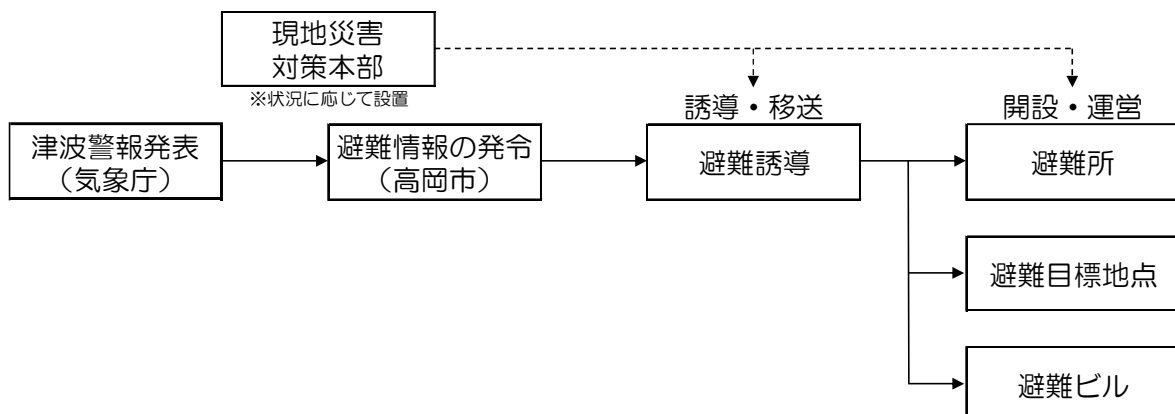 現地災害
対策本部
※状況に応じて設置
誘導・移送
開設・運営
津波警報発表
（気象庁）
避難情報の発令
（高岡市）
避難誘導
避難所
避難目標地点
避難ビル